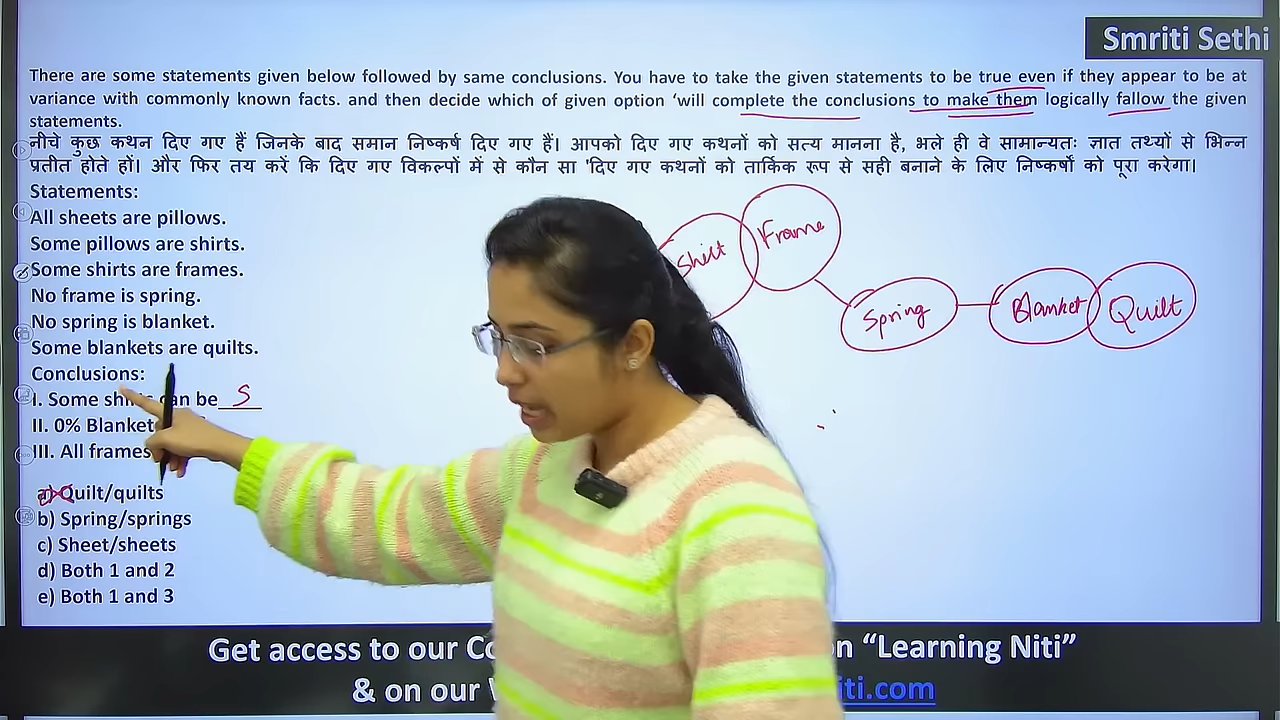 Smriti Sethi
There are some statements given below followed by same conclusions. You have to take the given statements to be true even if they appear to be at
variance with commonly known facts. and then decide which of given option ‘will complete the conclusions to make them logically fallow the given
statements.
नीचे कुछ कथन दिए गए हैं जिनके बाद समान निष्कर्ष दिए गए हैं। आपको दिए गए कथनों को सत्य मानना है, भले ही वे सामान्यतः ज्ञात तथ्यों से भिन्न
प्रतीत होते हों। और फिर तय करें कि दिए गए विकल्पों में से कौन सा 'दिए गए कथनों को तार्किक रूप से सही बनाने के लिए निष्कर्षों को पूरा करेगा।
Statements:
All sheets are pillows.
Some pillows are shirts.
Some shirts are frames.
No frame is spring.
No spring is blanket.
Some blankets are quilts.
Conclusions:
I. Some can be S
II. 0% Blanket
III. All frames
a) Quilt/quilts
b) Spring/springs
c) Sheet/sheets
d) Both 1 and 2
e) Both 1 and 3
Shirt Frame
Spring Blanket Quilt
Get access to our “Learning Niti”
& on our iti.com